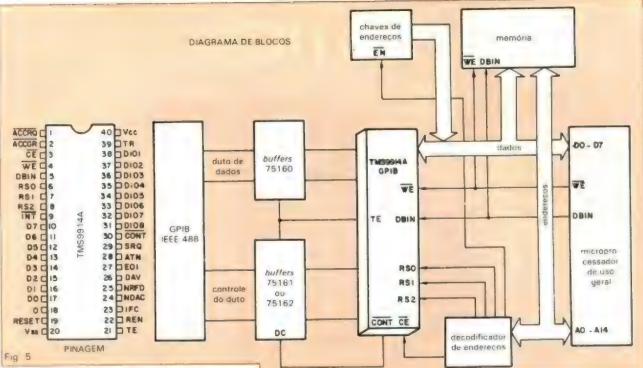 DIAGRAMA DE BLOCOS
chaves de
endereços
EN
memória
WE DBIN
ACCRQ 1
ACCGR 2
CE 3
WE 4
DBIN 5
RS0 6
RS1 7
RS2 8
INT 9
D7 10
D6 11
D5 12
D4 13
D3 14
D2 15
D1 16
D0 17
0 18
RESET 19
Vss 20
TMS9914A
40 Vcc
39 TR
38 DIO1
37 DIO2
36 DIO3
35 DIO4
34 DIO5
33 DIO6
32 DIO7
31 DIO8
30 CONT
29 SRQ
28 ATN
27 EOI
26 DAV
25 NRFD
24 NDAC
23 IFC
22 REN
21 TE
PINAGEM
GPIB
IEEE 488
duto de
dados
controle
do duto
buffers
75160
buffers
75161
ou
75162
DC
TMS9914A
GPIB
WE
TE
DBIN
RS0
RS1
RS2
CONT CE
dados
endereços
decodificador
de endereços
D0 - D7
WE
DBIN
micropro
cessador
de uso
geral
A0 - A14
Fig 5